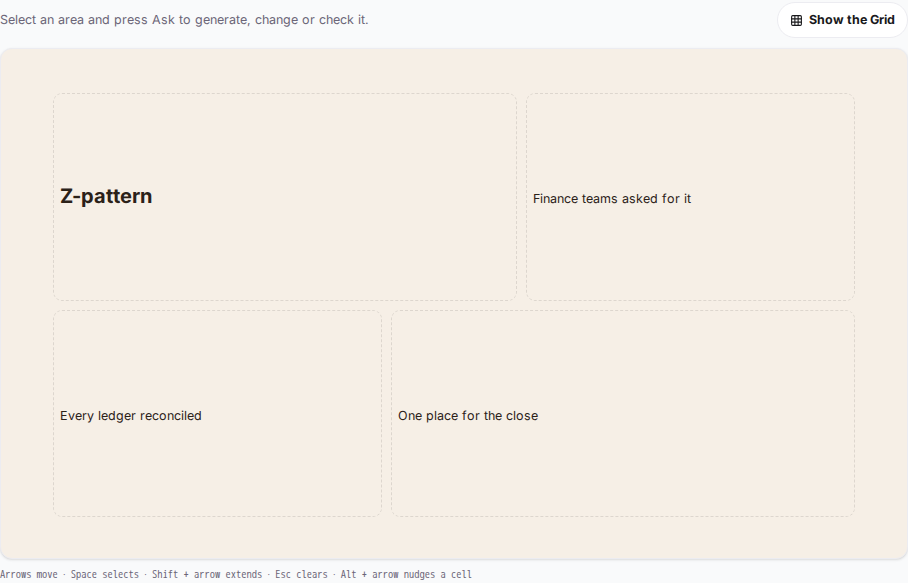 Select an area and press Ask to generate, change or check it.
Show the Grid
Z-pattern
Finance teams asked for it
Every ledger reconciled
One place for the close
Arrows move · Space selects · Shift + arrow extends · Esc clears · Alt + arrow nudges a cell